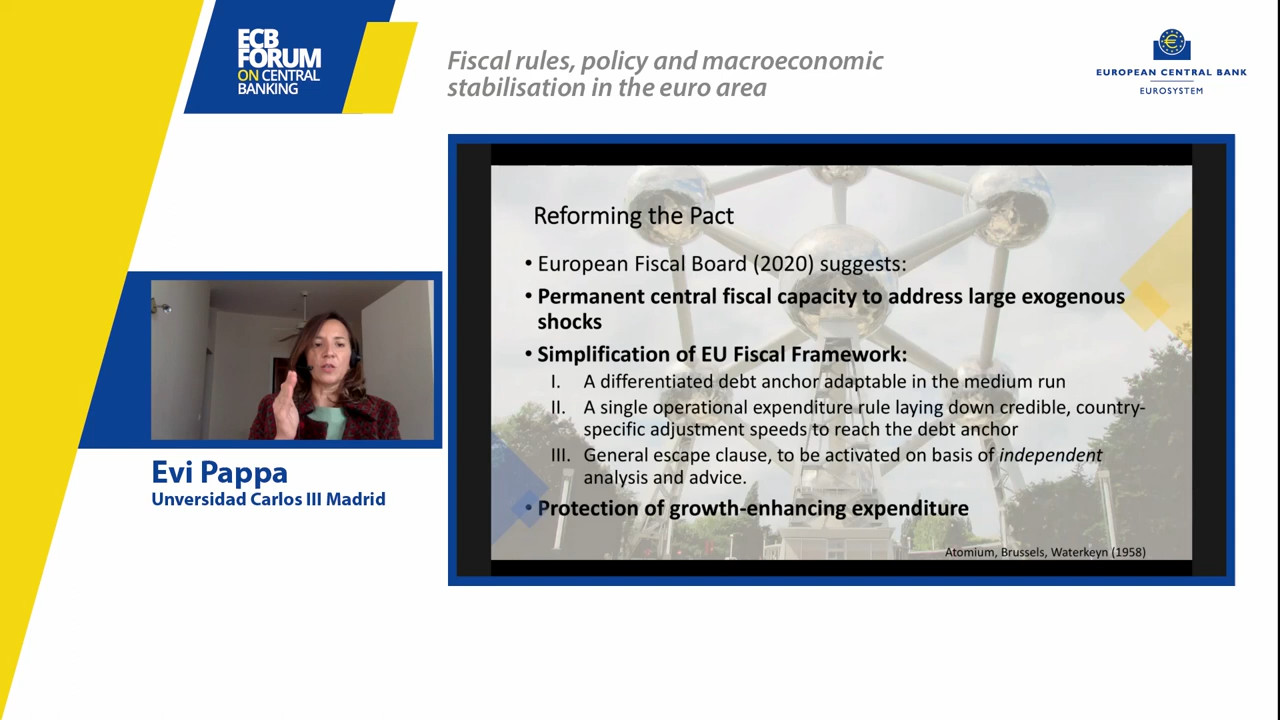 ECB
FORUM
ON CENTRAL
BANKING
Fiscal rules, policy and macroeconomic
stabilisation in the euro area
€
EUROPEAN CENTRAL BANK
EUROSYSTEM
Reforming the Pact
• European Fiscal Board (2020) suggests:
• Permanent central fiscal capacity to address large exogenous
shocks
• Simplification of EU Fiscal Framework:
I. A differentiated debt anchor adaptable in the medium run
II. A single operational expenditure rule laying down credible, country-
specific adjustment speeds to reach the debt anchor
III. General escape clause, to be activated on basis of independent
analysis and advice.
• Protection of growth-enhancing expenditure
Atomium, Brussels, Waterkeyn (1958)
Evi Pappa
Unversidad Carlos III Madrid